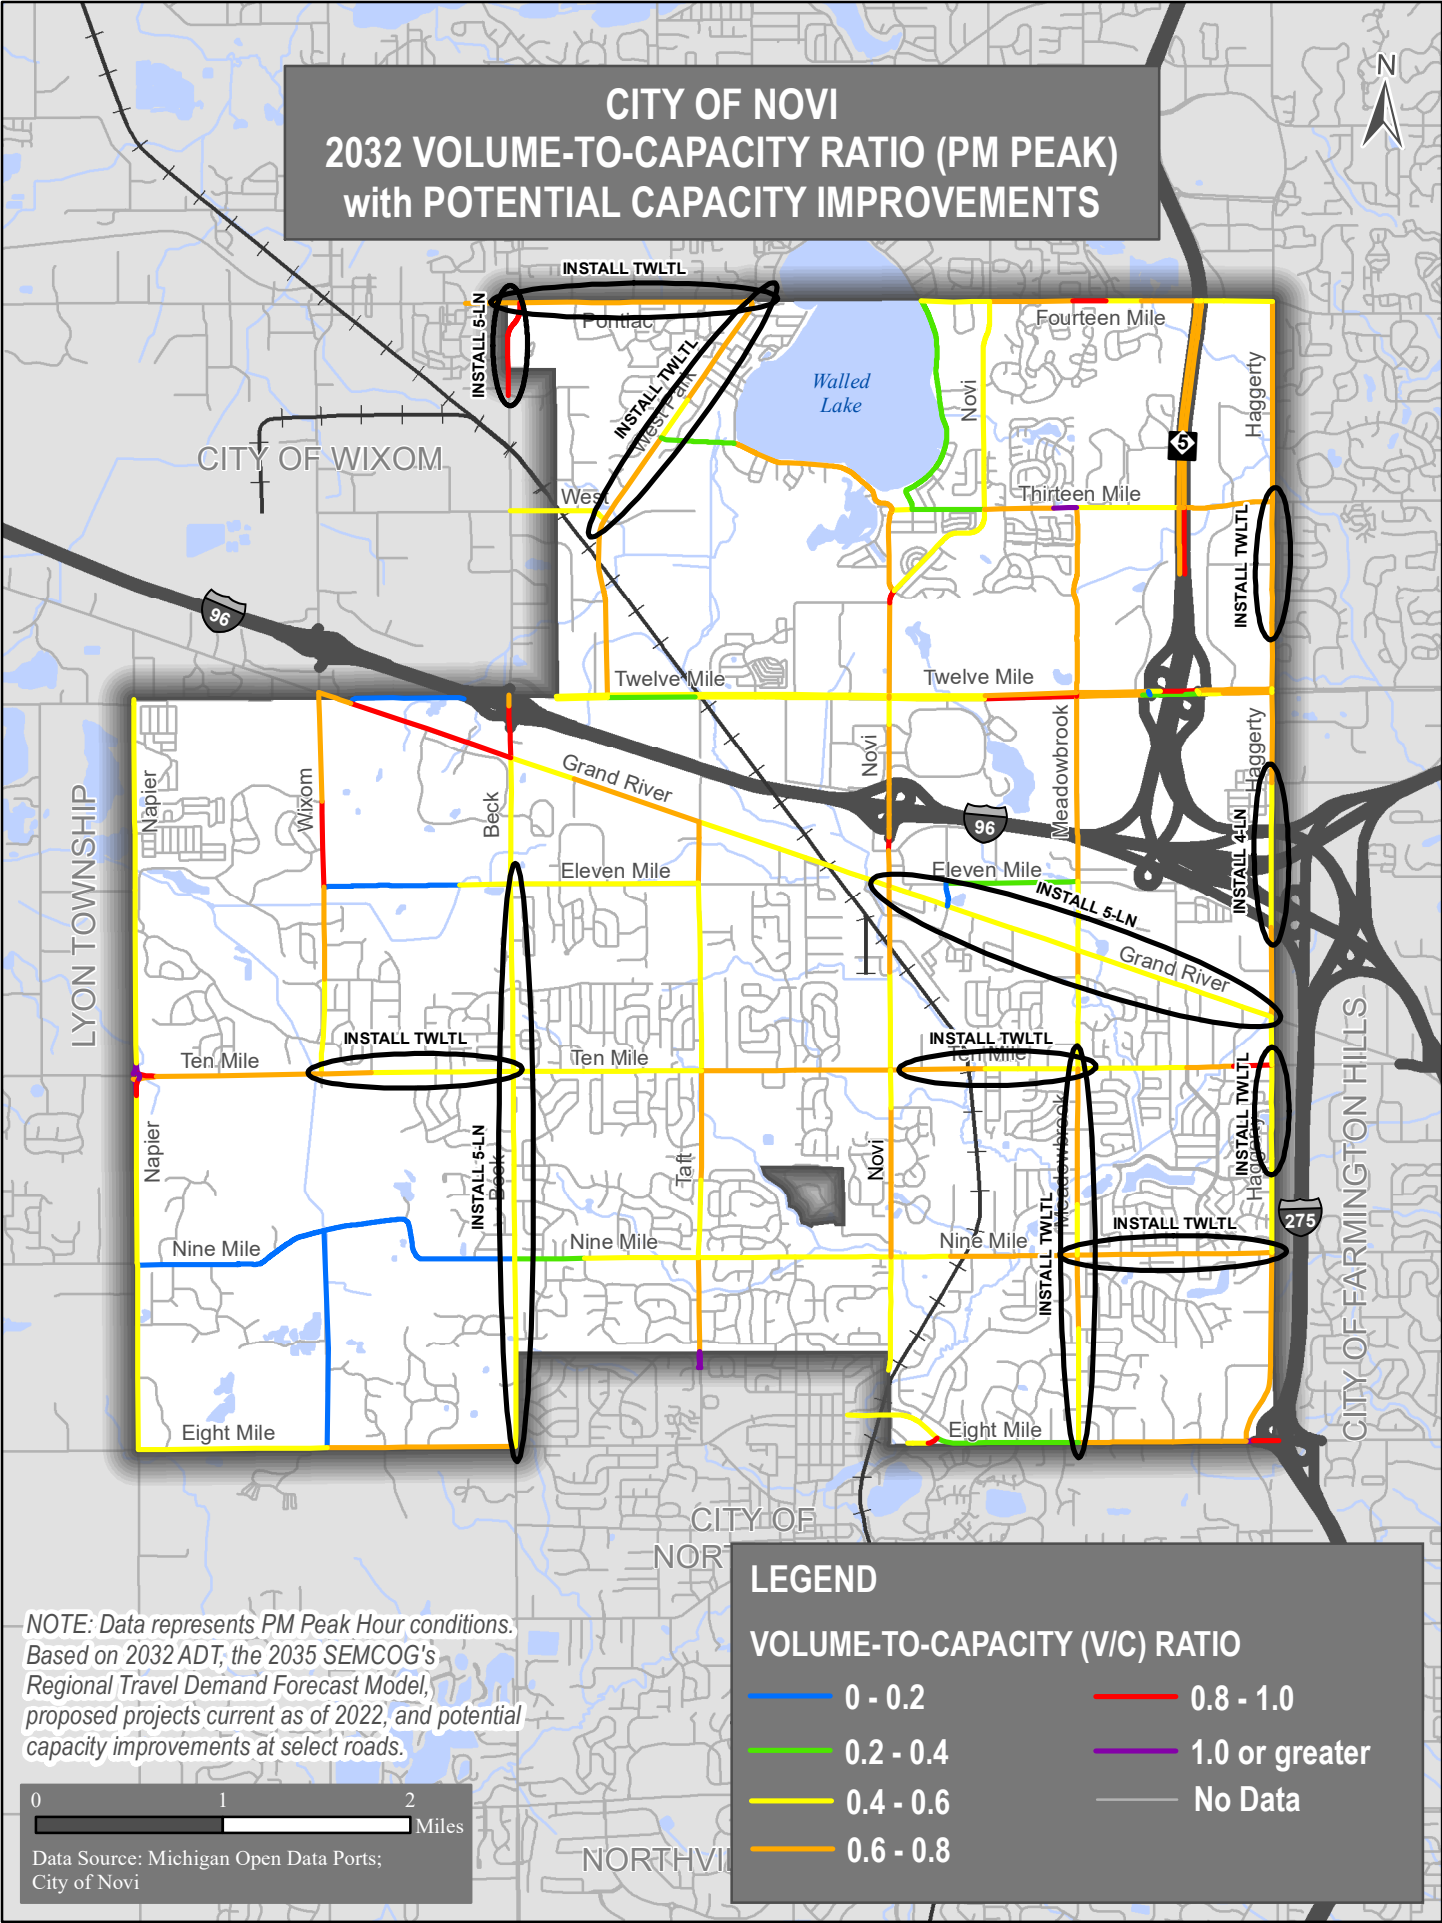 CITY OF NOVI
2032 VOLUME-TO-CAPACITY RATIO (PM PEAK)
with POTENTIAL CAPACITY IMPROVEMENTS
N
INSTALL TWLTL
INSTALL 5-LN
Pontiac
Fourteen Mile
INSTALL TWLTL
West Park
Walled
Lake
Novi
Haggerty
5
CITY OF WIXOM
West
Thirteen Mile
INSTALL TWLTL
96
Twelve Mile
Twelve Mile
Napier
Wixom
Beck
Grand River
Novi
Meadowbrook
Haggerty
96
INSTALL 4-LN
LYON TOWNSHIP
Eleven Mile
Eleven Mile
INSTALL 5-LN
Grand River
INSTALL TWLTL
INSTALL TWLTL
Ten Mile
Ten Mile
Ten Mile
INSTALL TWLTL
Haggerty
Napier
INSTALL 5-LN
Beck
Taft
Novi
Meadowbrook
INSTALL TWLTL
CITY OF FARMINGTON HILLS
275
INSTALL TWLTL
Nine Mile
Nine Mile
Nine Mile
Eight Mile
Eight Mile
CITY OF
NORT
NORTHVI
LEGEND
VOLUME-TO-CAPACITY (V/C) RATIO
0 - 0.2
0.2 - 0.4
0.4 - 0.6
0.6 - 0.8
0.8 - 1.0
1.0 or greater
No Data
NOTE: Data represents PM Peak Hour conditions.
Based on 2032 ADT, the 2035 SEMCOG's
Regional Travel Demand Forecast Model,
proposed projects current as of 2022, and potential
capacity improvements at select roads.
0 1 2
Miles
Data Source: Michigan Open Data Ports;
City of Novi